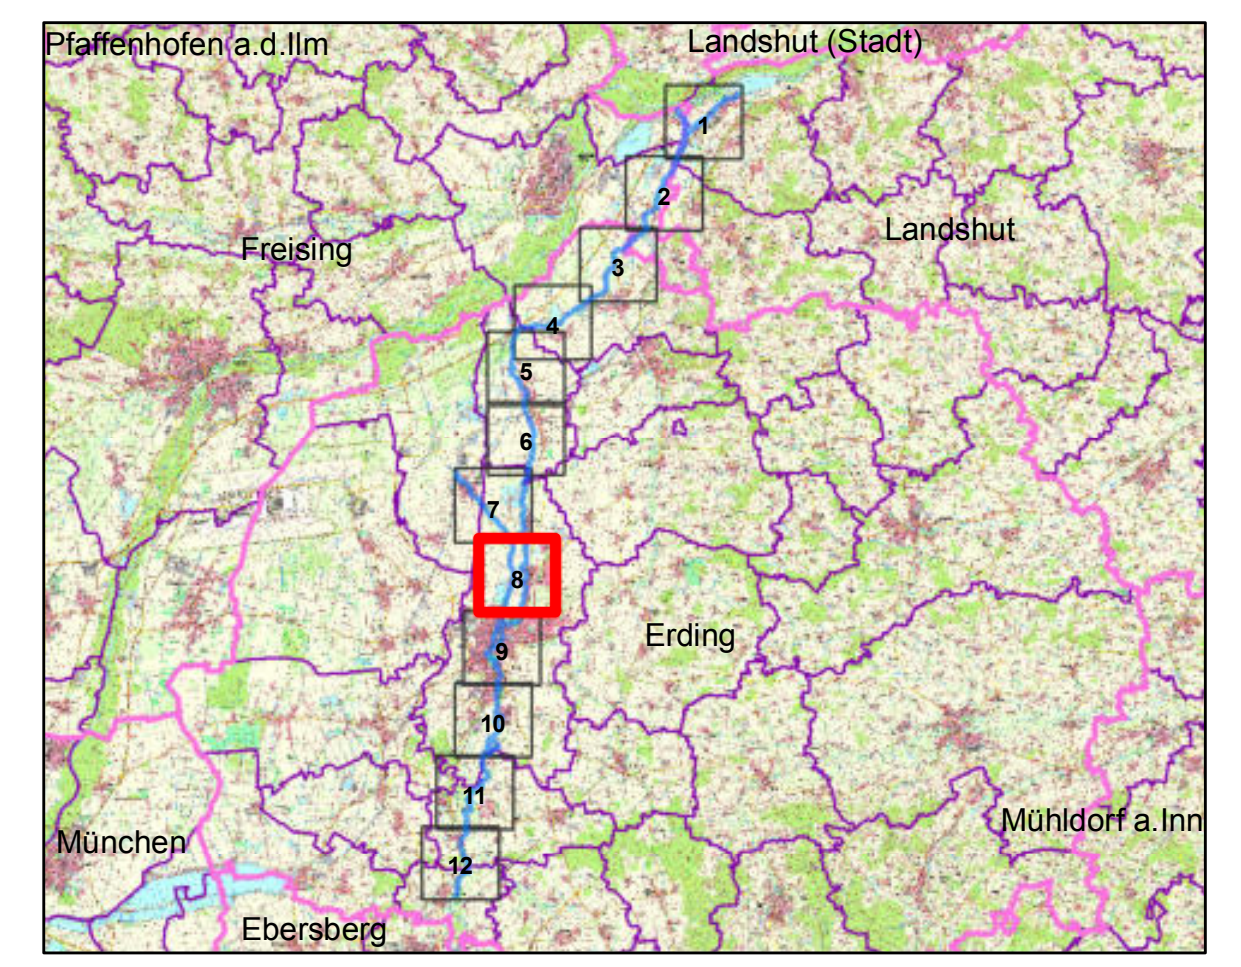 Pfaffenhofen a.d.Ilm
Landshut (Stadt)
1
2
Landshut
Freising
3
4
5
6
7
8
Erding
9
10
11
Mühldorf a.Inn
München
12
Ebersberg